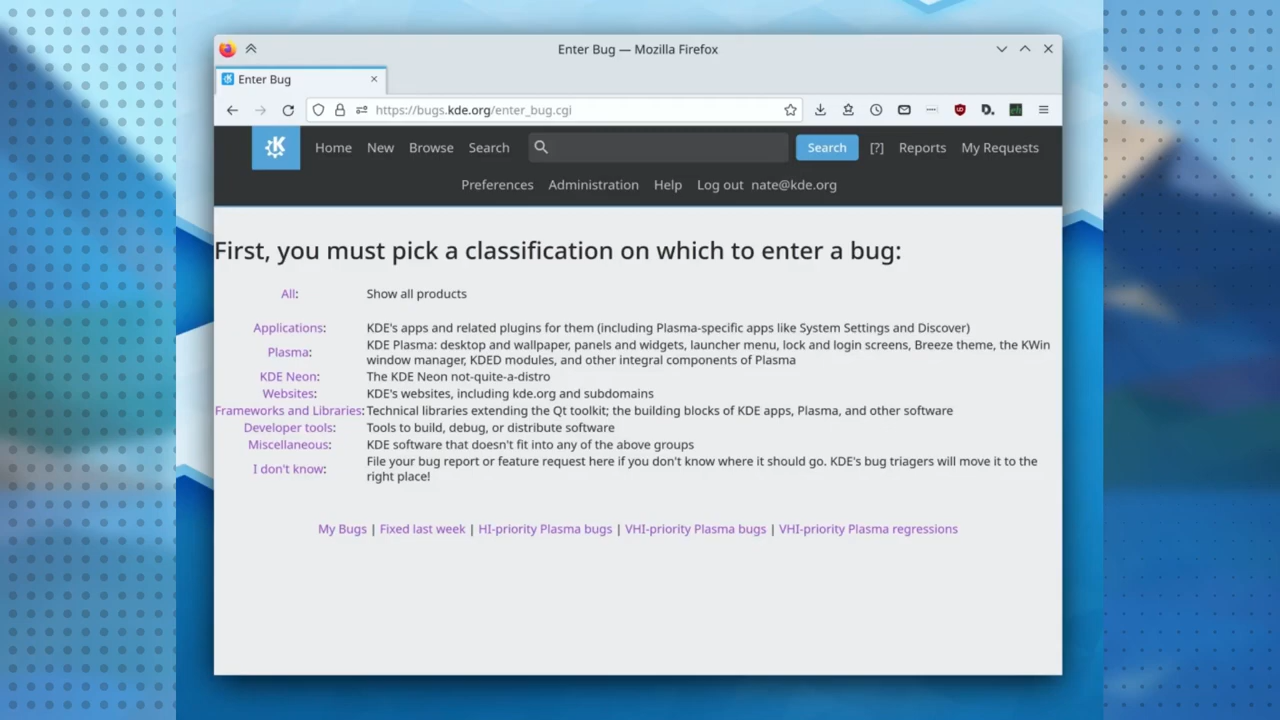 Enter Bug — Mozilla Firefox
Enter Bug
https://bugs.kde.org/enter_bug.cgi
Home New Browse Search Search [?] Reports My Requests
Preferences Administration Help Log out nate@kde.org
First, you must pick a classification on which to enter a bug:
All: Show all products
Applications: KDE's apps and related plugins for them (including Plasma-specific apps like System Settings and Discover)
Plasma: KDE Plasma: desktop and wallpaper, panels and widgets, launcher menu, lock and login screens, Breeze theme, the KWin
window manager, KDED modules, and other integral components of Plasma
KDE Neon: The KDE Neon not-quite-a-distro
Websites: KDE's websites, including kde.org and subdomains
Frameworks and Libraries: Technical libraries extending the Qt toolkit; the building blocks of KDE apps, Plasma, and other software
Developer tools: Tools to build, debug, or distribute software
Miscellaneous: KDE software that doesn't fit into any of the above groups
I don't know: File your bug report or feature request here if you don't know where it should go. KDE's bug triagers will move it to the
right place!
My Bugs | Fixed last week | HI-priority Plasma bugs | VHI-priority Plasma bugs | VHI-priority Plasma regressions